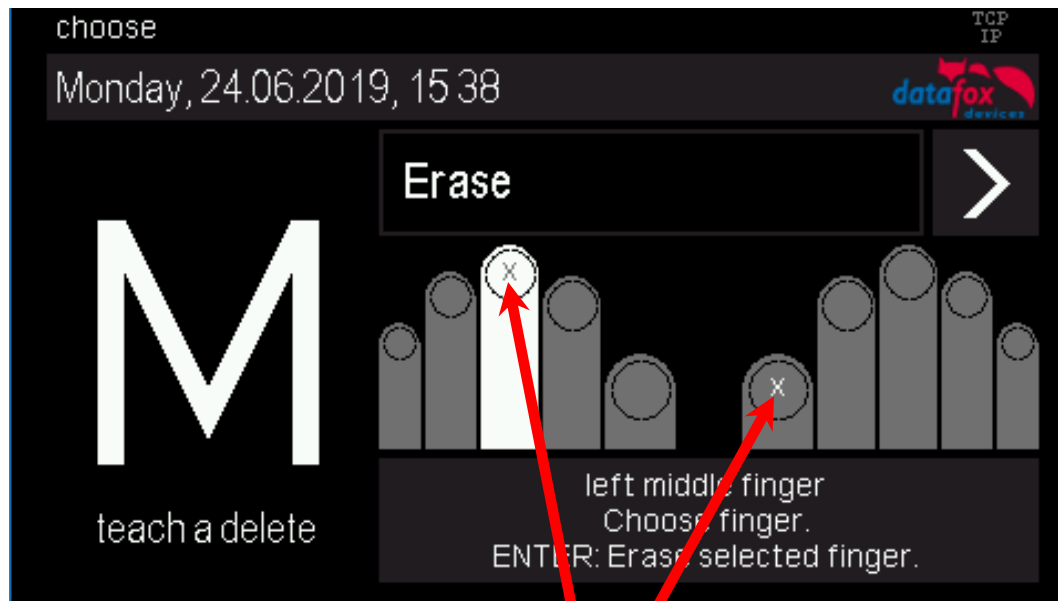 choose
TCP
IP
Monday, 24.06.2019, 15 38
datafox
devices
Erase
X
X
M
teach a delete
left middle finger
Choose finger.
ENTER: Erase selected finger.